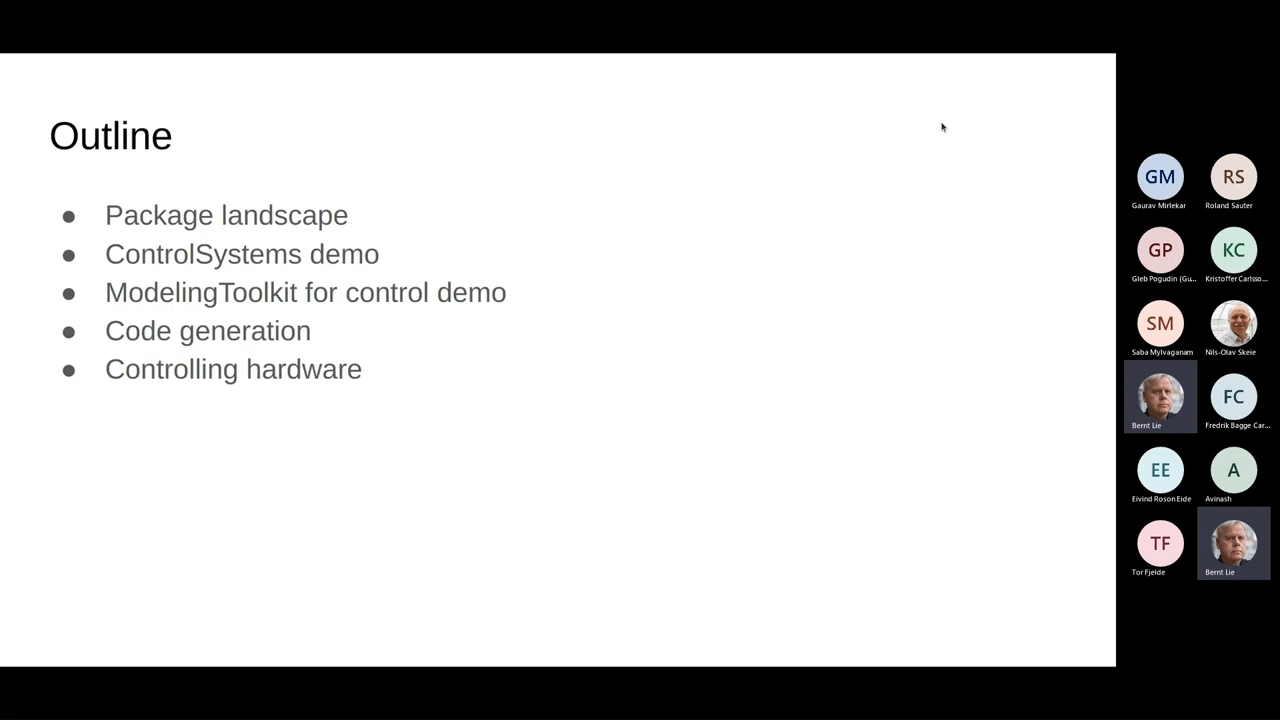 Outline
● Package landscape
● ControlSystems demo
● ModelingToolkit for control demo
● Code generation
● Controlling hardware
GM
RS
Gaurav Mirlekar
Roland Sauter
GP
KC
Gleb Pogudin (Gu...
Kristoffer Carlsso...
SM
Saba Mylvaganam
Nils-Olav Skeie
FC
Bernt Lie
Fredrik Bagge Car...
EE
A
Eivind Roson Eide
Avinash
TF
Tor Fjelde
Bernt Lie